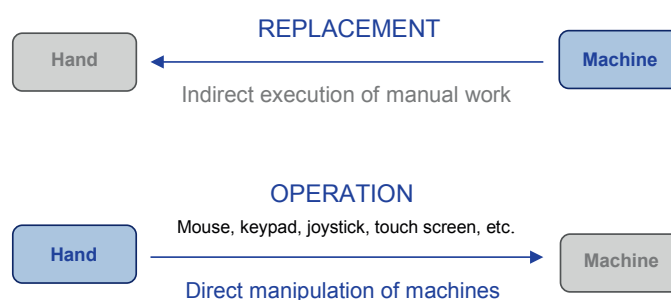 REPLACEMENT
Hand
Machine
Indirect execution of manual work
OPERATION
Mouse, keypad, joystick, touch screen, etc.
Hand
Machine
Direct manipulation of machines